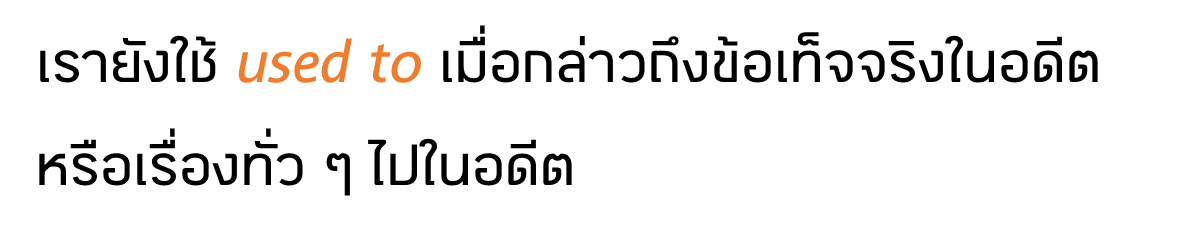 เรายังใช้ used to เมื่อกล่าวถึงข้อเท็จจริงในอดีต
หรือเรื่องทั่ว ๆ ไปในอดีต